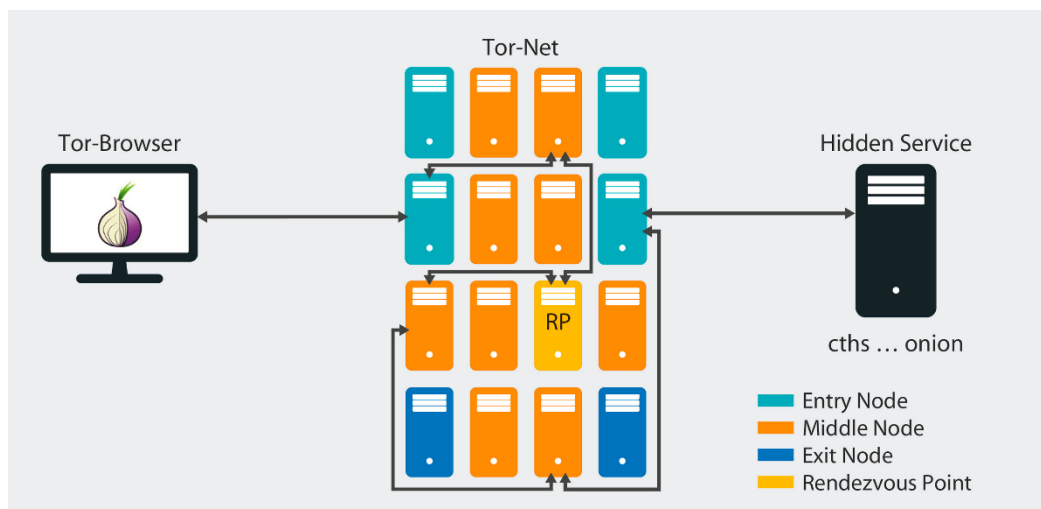 Tor-Net
Tor-Browser
Hidden Service
RP
cths … onion
Entry Node
Middle Node
Exit Node
Rendezvous Point